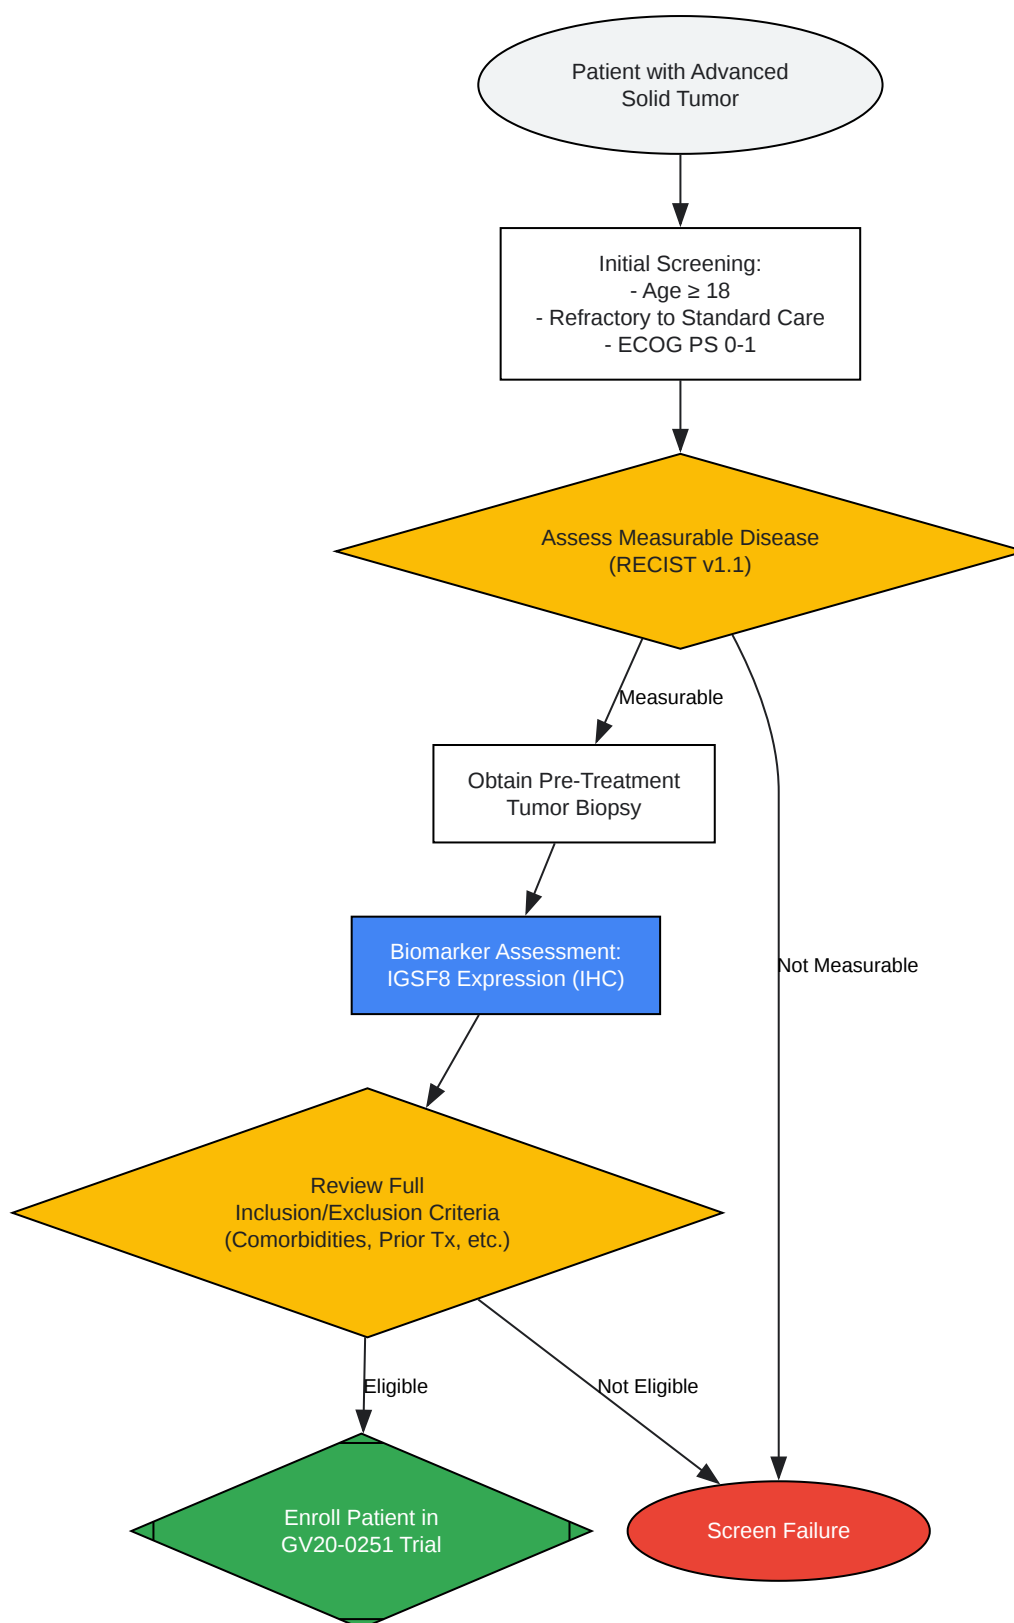 Patient with Advanced
Solid Tumor
Initial Screening:
- Age ≥ 18
- Refractory to Standard Care
- ECOG PS 0-1
Assess Measurable Disease
(RECIST v1.1)
Measurable
Obtain Pre-Treatment
Tumor Biopsy
Biomarker Assessment:
IGSF8 Expression (IHC)
Not Measurable
Review Full
Inclusion/Exclusion Criteria
(Comorbidities, Prior Tx, etc.)
Eligible
Not Eligible
Enroll Patient in
GV20-0251 Trial
Screen Failure